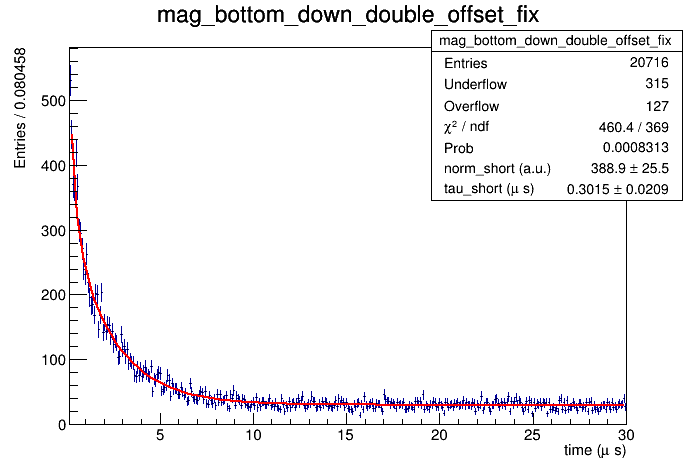 mag_bottom_down_double_offset_fix
mag_bottom_down_double_offset_fix
Entries 20716
Underflow 315
Overflow 127
χ² / ndf 460.4 / 369
Prob 0.0008313
norm_short (a.u.) 388.9 ± 25.5
tau_short (μ s) 0.3015 ± 0.0209
Entries / 0.080458
500
400
300
200
100
0
5 10 15 20 25 30
time (μ s)